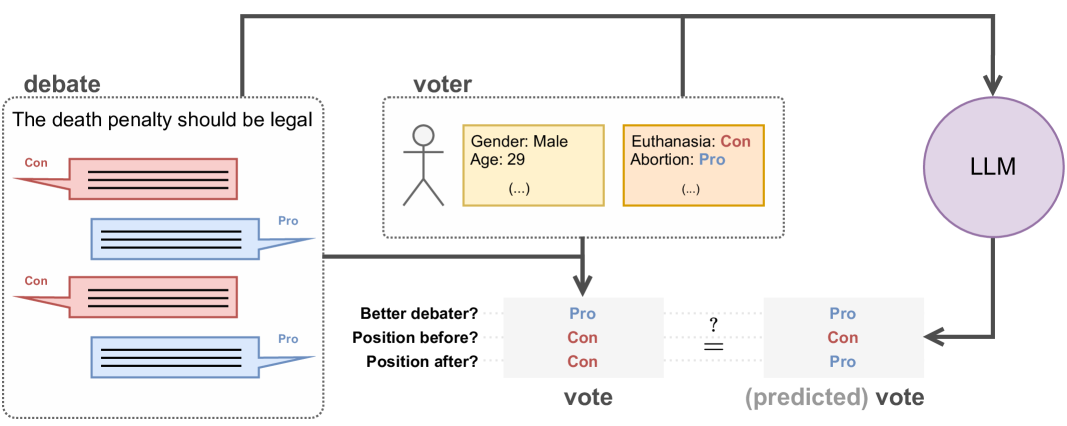 debate
The death penalty should be legal
Con
Pro
Con
Pro
voter
Gender: Male
Age: 29
(...)
Euthanasia: Con
Abortion: Pro
(...)
LLM
Better debater? Pro ? Pro
Position before? Con = Con
Position after? Con Pro
vote
(predicted) vote